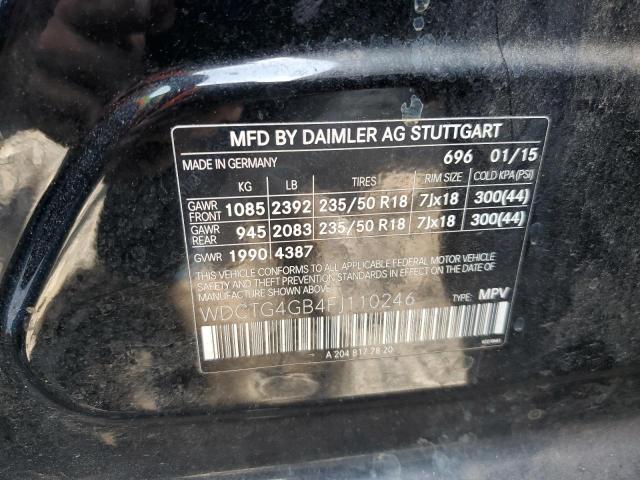 MFD BY DAIMLER AG STUTTGART
MADE IN GERMANY 696 01/15
KG LB TIRES RIM SIZE COLD KPA (PSI)
GAWR FRONT 1085 2392 235/50 R18 7Jx18 300(44)
GAWR REAR 945 2083 235/50 R18 7Jx18 300(44)
GVWR 1990 4387
THIS VEHICLE CONFORMS TO ALL APPLICABLE FEDERAL MOTOR VEHICLE
SAFETY AND THEFT PREVENTION STANDARDS IN EFFECT
ON THE DATE OF MANUFACTURE SHOWN ABOVE.
WDCTG4GB4FJ110246 TYPE: MPV
A 204 817 78 20